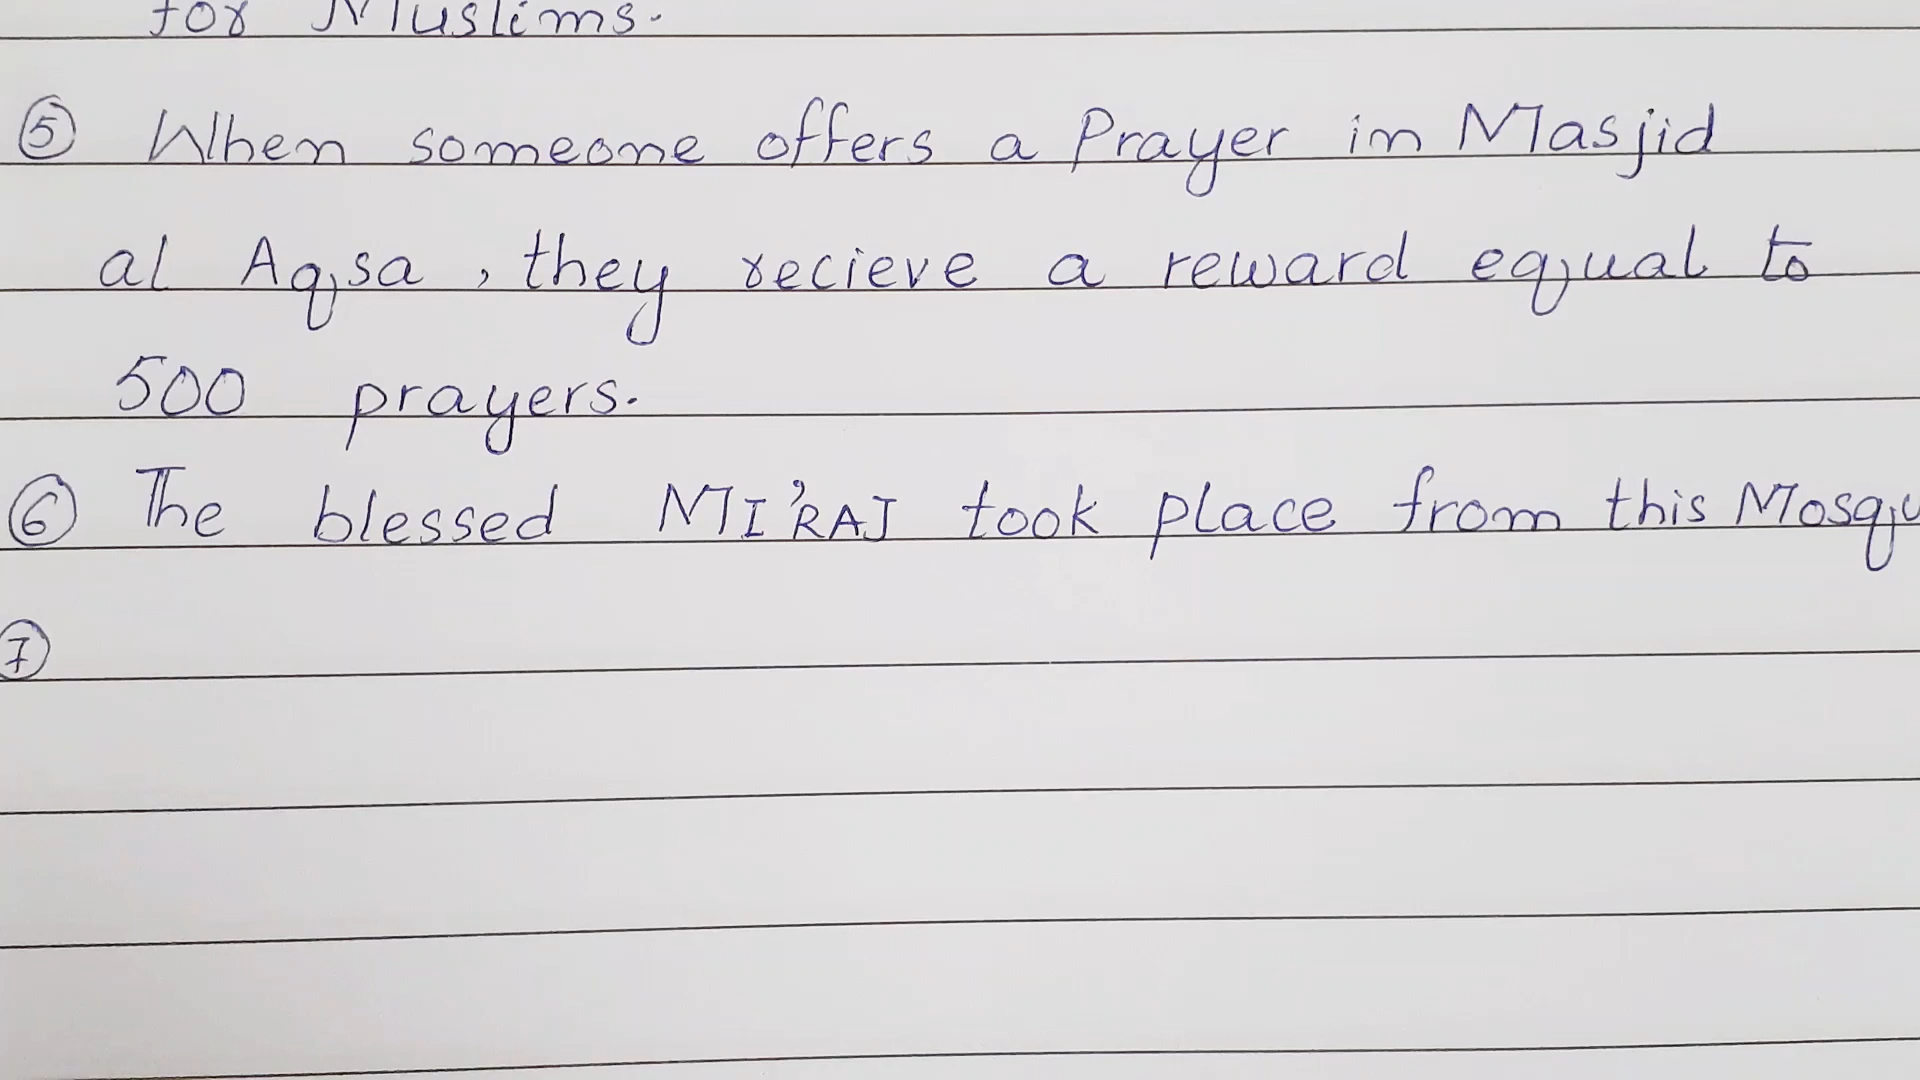 for Muslims.
⑤ When someone offers a Prayer in Masjid
al Aqsa, they recieve a reward equal to
500 prayers.
⑥ The blessed MI'RAJ took place from this Mosqu
⑦